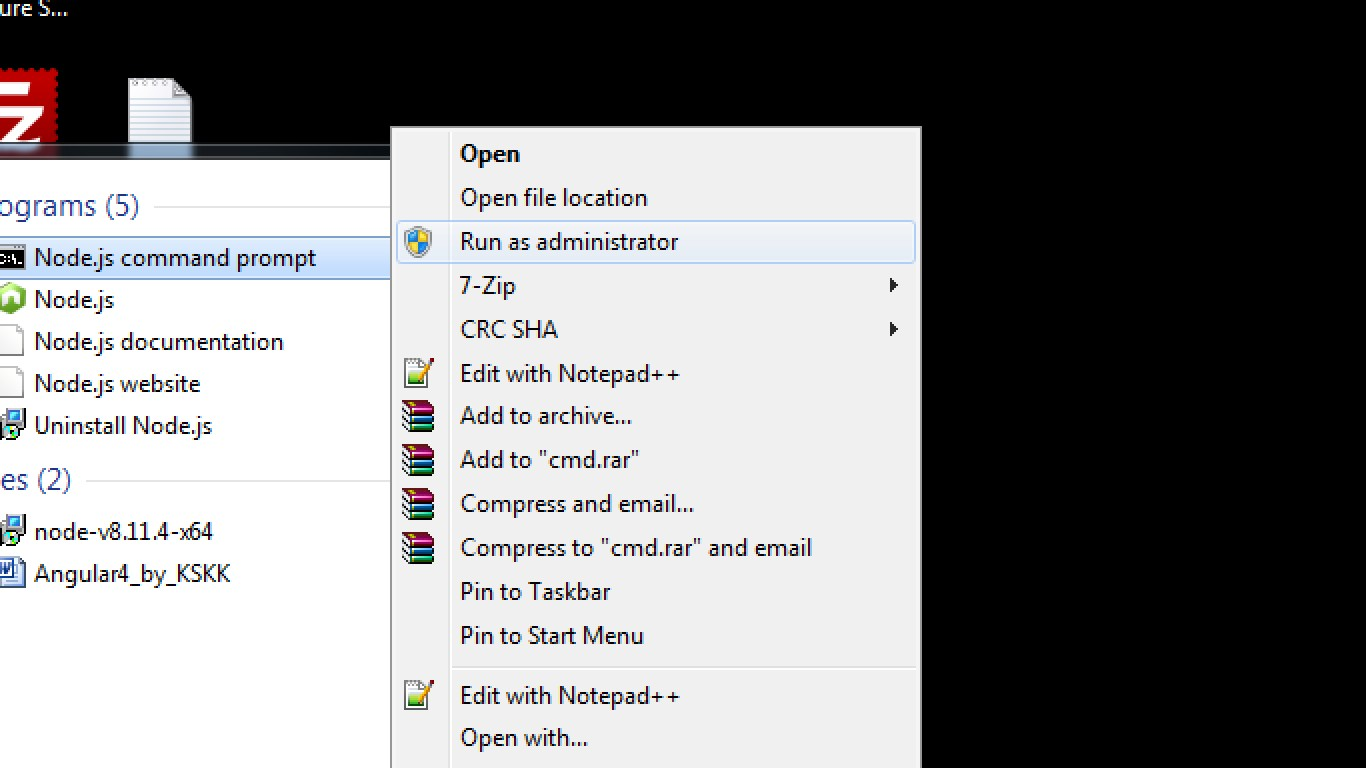 ure S...
ograms (5)
Node.js command prompt
Node.js
Node.js documentation
Node.js website
Uninstall Node.js
es (2)
node-v8.11.4-x64
Angular4_by_KSKK
Open
Open file location
Run as administrator
7-Zip
CRC SHA
Edit with Notepad++
Add to archive...
Add to "cmd.rar"
Compress and email...
Compress to "cmd.rar" and email
Pin to Taskbar
Pin to Start Menu
Edit with Notepad++
Open with...